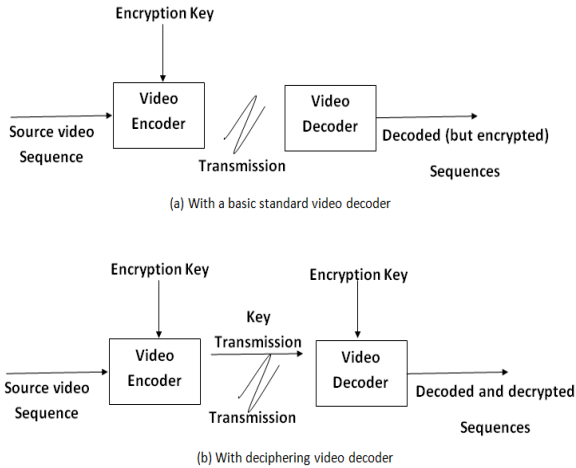 Encryption Key
Video
Encoder
Video
Decoder
Source video
Sequence
Transmission
Decoded (but encrypted)
Sequences
(a) With a basic standard video decoder
Encryption Key
Encryption Key
Key
Transmission
Video
Encoder
Video
Decoder
Source video
Sequence
Transmission
Decoded and decrypted
Sequences
(b) With deciphering video decoder